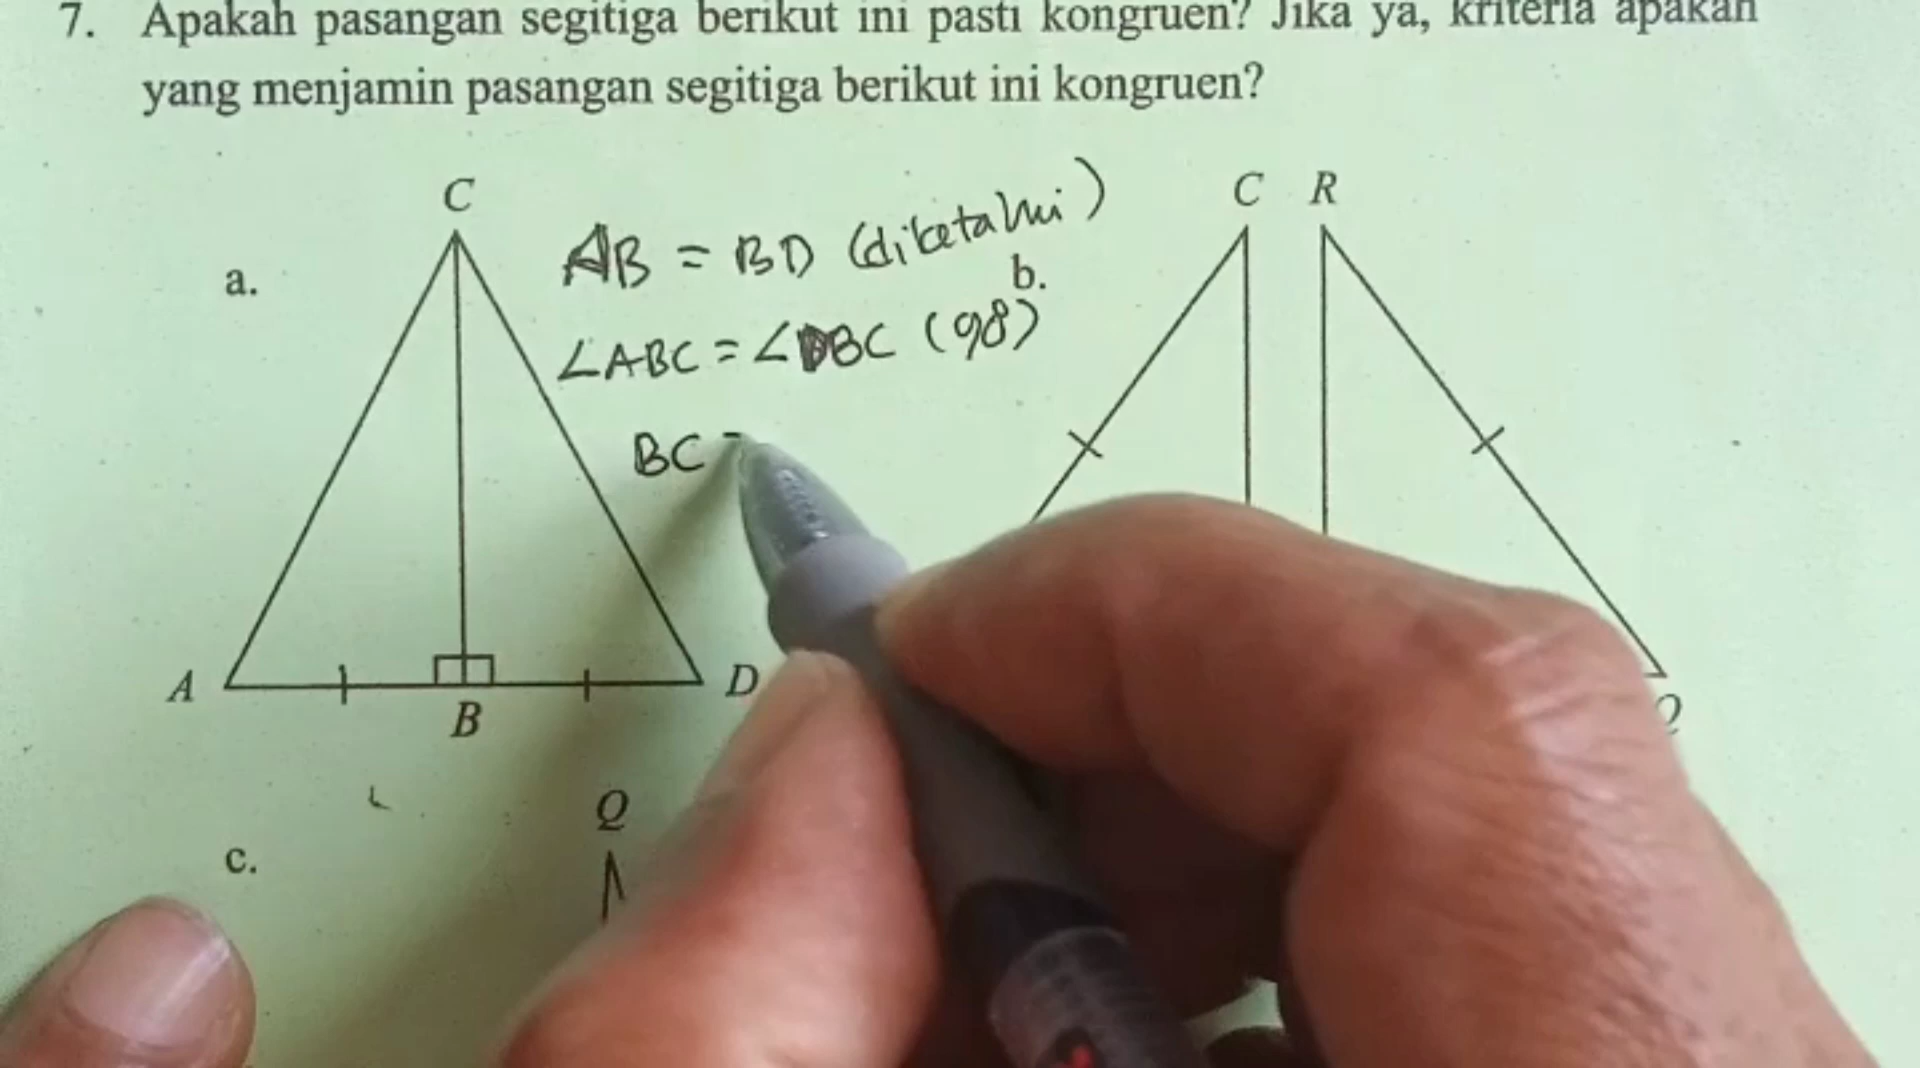 7. Apakah pasangan segitiga berikut ini pasti kongruen? Jika ya, kriteria apakah
yang menjamin pasangan segitiga berikut ini kongruen?
a.
C
A
B
D
AB = BD (diketahui)
∠ABC = ∠DBC (98)
BC =
b.
C R
Q
c.
Q